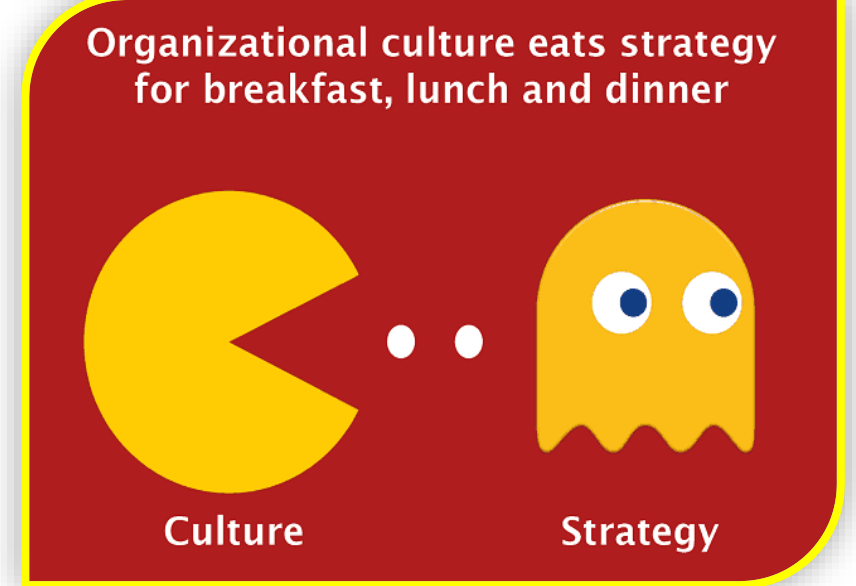 Organizational culture eats strategy
for breakfast, lunch and dinner
Culture
Strategy